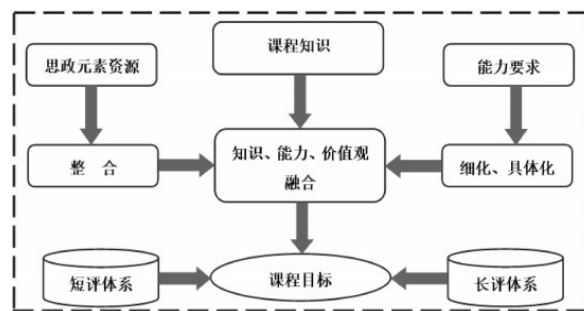 思政元素资源
课程知识
能力要求
整 合
知识、能力、价值观
融合
细化、具体化
短评体系
课程目标
长评体系